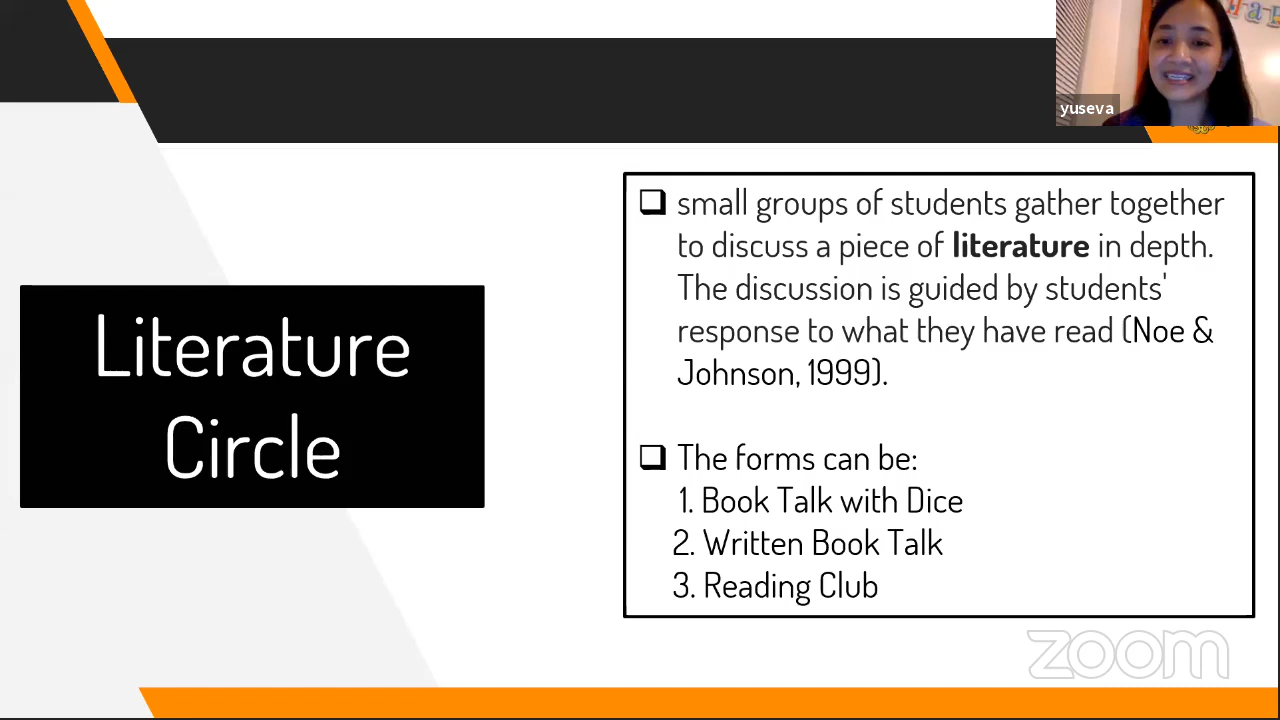 yuseva
Literature
Circle
small groups of students gather together
to discuss a piece of literature in depth.
The discussion is guided by students'
response to what they have read (Noe &
Johnson, 1999).
The forms can be:
1. Book Talk with Dice
2. Written Book Talk
3. Reading Club
zoom